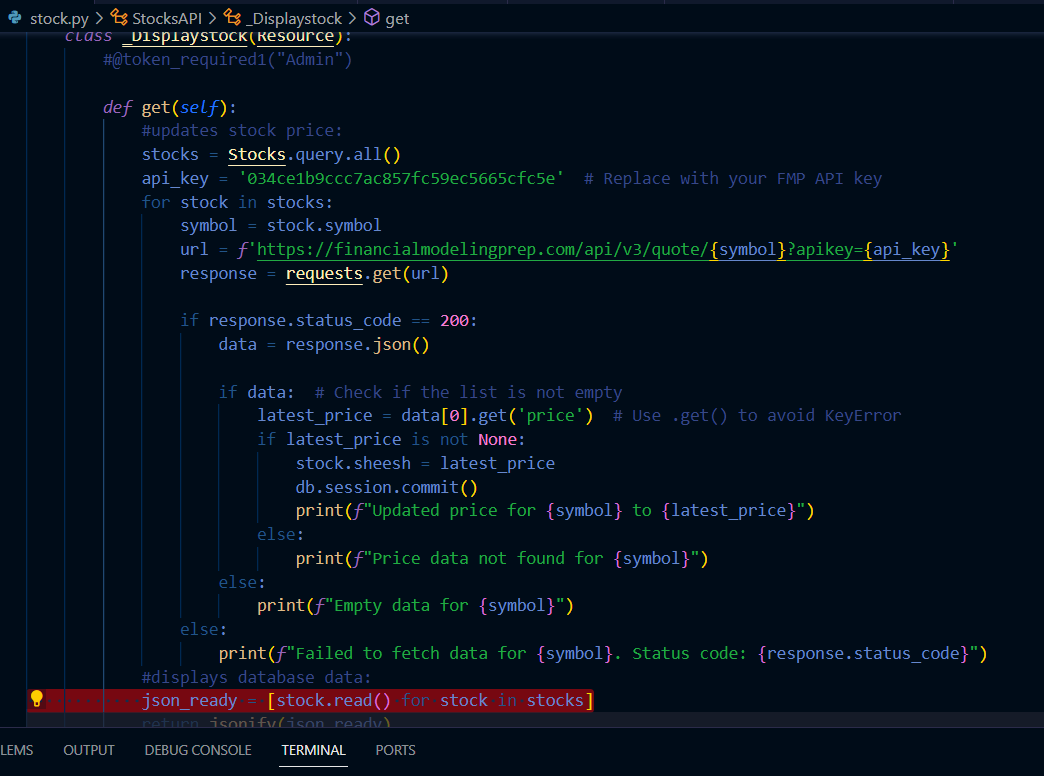 stock.py > StocksAPI > _Displaystock > get
class _Displaystock(Resource):
#@token_required1("Admin")
def get(self):
#updates stock price:
stocks = Stocks.query.all()
api_key = '034ce1b9ccc7ac857fc59ec5665cfc5e'  # Replace with your FMP API key
for stock in stocks:
symbol = stock.symbol
url = f'https://financialmodelingprep.com/api/v3/quote/{symbol}?apikey={api_key}'
response = requests.get(url)
if response.status_code == 200:
data = response.json()
if data:  # Check if the list is not empty
latest_price = data[0].get('price')  # Use .get() to avoid KeyError
if latest_price is not None:
stock.sheesh = latest_price
db.session.commit()
print(f"Updated price for {symbol} to {latest_price}")
else:
print(f"Price data not found for {symbol}")
else:
print(f"Empty data for {symbol}")
else:
print(f"Failed to fetch data for {symbol}. Status code: {response.status_code}")
#displays database data:
json_ready = [stock.read() for stock in stocks]
return jsonify(json_ready)
LEMS OUTPUT DEBUG CONSOLE TERMINAL PORTS